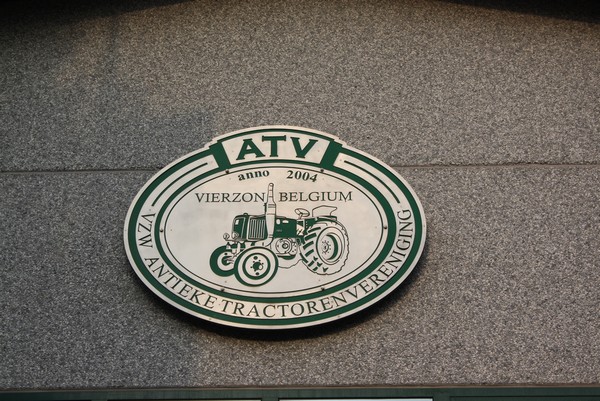 ATV
anno 2004
VIERZON BELGIUM
VZW ANTIEKE TRACTORENVERENIGING